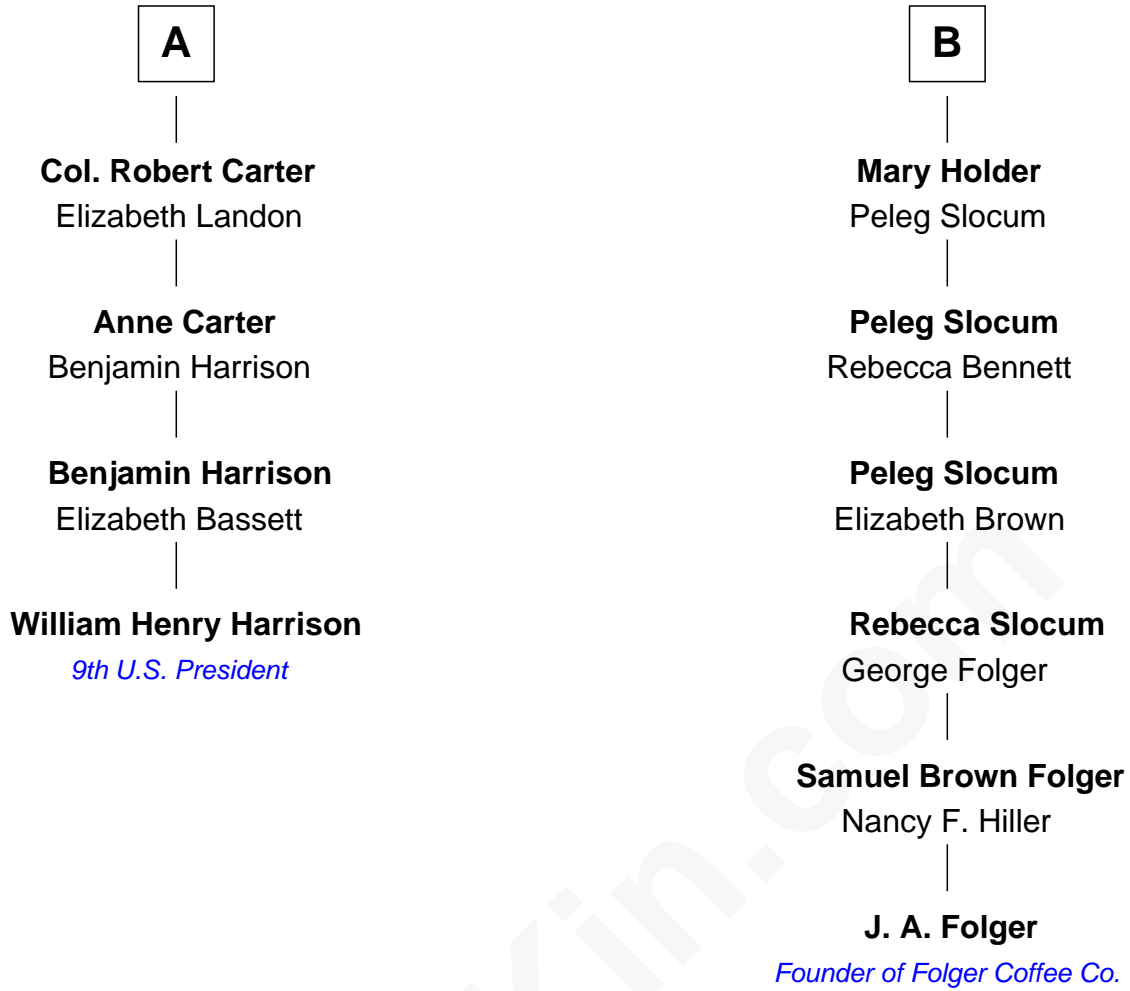 A
Col. Robert Carter
Elizabeth Landon
Anne Carter
Benjamin Harrison
Benjamin Harrison
Elizabeth Bassett
William Henry Harrison
9th U.S. President
B
Mary Holder
Peleg Slocum
Peleg Slocum
Rebecca Bennett
Peleg Slocum
Elizabeth Brown
Rebecca Slocum
George Folger
Samuel Brown Folger
Nancy F. Hiller
J. A. Folger
Founder of Folger Coffee Co.
Kin.com